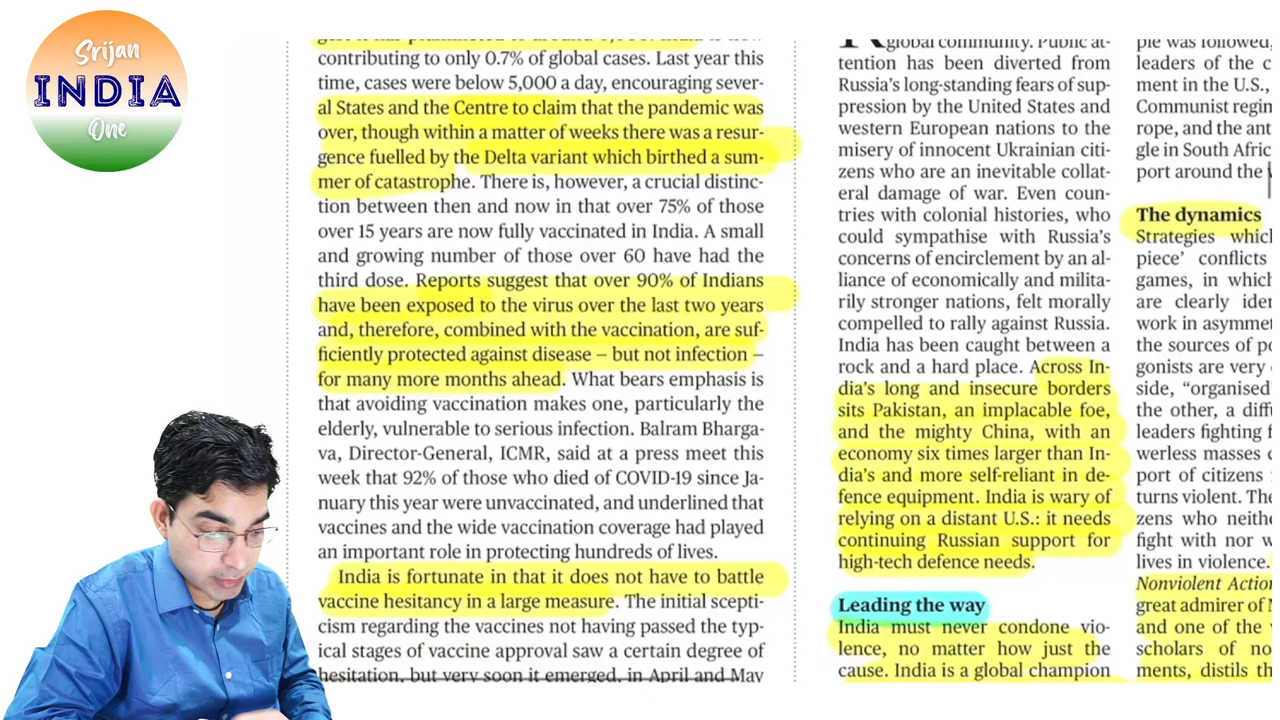 Srijan
INDIA
One
contributing to only 0.7% of global cases. Last year this
time, cases were below 5,000 a day, encouraging sever-
al States and the Centre to claim that the pandemic was
over, though within a matter of weeks there was a resur-
gence fuelled by the Delta variant which birthed a sum-
mer of catastrophe. There is, however, a crucial distinc-
tion between then and now in that over 75% of those
over 15 years are now fully vaccinated in India. A small
and growing number of those over 60 have had the
third dose. Reports suggest that over 90% of Indians
have been exposed to the virus over the last two years
and, therefore, combined with the vaccination, are suf-
ficiently protected against disease – but not infection –
for many more months ahead. What bears emphasis is
that avoiding vaccination makes one, particularly the
elderly, vulnerable to serious infection. Balram Bharga-
va, Director-General, ICMR, said at a press meet this
week that 92% of those who died of COVID-19 since Ja-
nuary this year were unvaccinated, and underlined that
vaccines and the wide vaccination coverage had played
an important role in protecting hundreds of lives.
India is fortunate in that it does not have to battle
vaccine hesitancy in a large measure. The initial scepti-
cism regarding the vaccines not having passed the typ-
ical stages of vaccine approval saw a certain degree of
hesitation, but very soon it emerged, in April and May
global community. Public at-
tention has been diverted from
Russia's long-standing fears of sup-
pression by the United States and
western European nations to the
misery of innocent Ukrainian citi-
zens who are an inevitable collat-
eral damage of war. Even coun-
tries with colonial histories, who
could sympathise with Russia's
concerns of encirclement by an al-
liance of economically and milita-
rily stronger nations, felt morally
compelled to rally against Russia.
India has been caught between a
rock and a hard place. Across In-
dia's long and insecure borders
sits Pakistan, an implacable foe,
and the mighty China, with an
economy six times larger than In-
dia's and more self-reliant in de-
fence equipment. India is wary of
relying on a distant U.S.: it needs
continuing Russian support for
high-tech defence needs.
Leading the way
India must never condone vio-
lence, no matter how just the
cause. India is a global champion
ple was followed,
leaders of the
ment in the U.S.,
Communist
rope, and the
gle in South
port around the
The dynamics
Strategies
piece' conflicts
games, in which
are clearly
work in
the sources of
gonists are very
side, "organised
the other, a
leaders fighting
werless masses
port of citizens
turns violent.
zens who
fight with nor
lives in violence.
Nonviolent
great admirer of
and one of the
scholars of
ments, distils